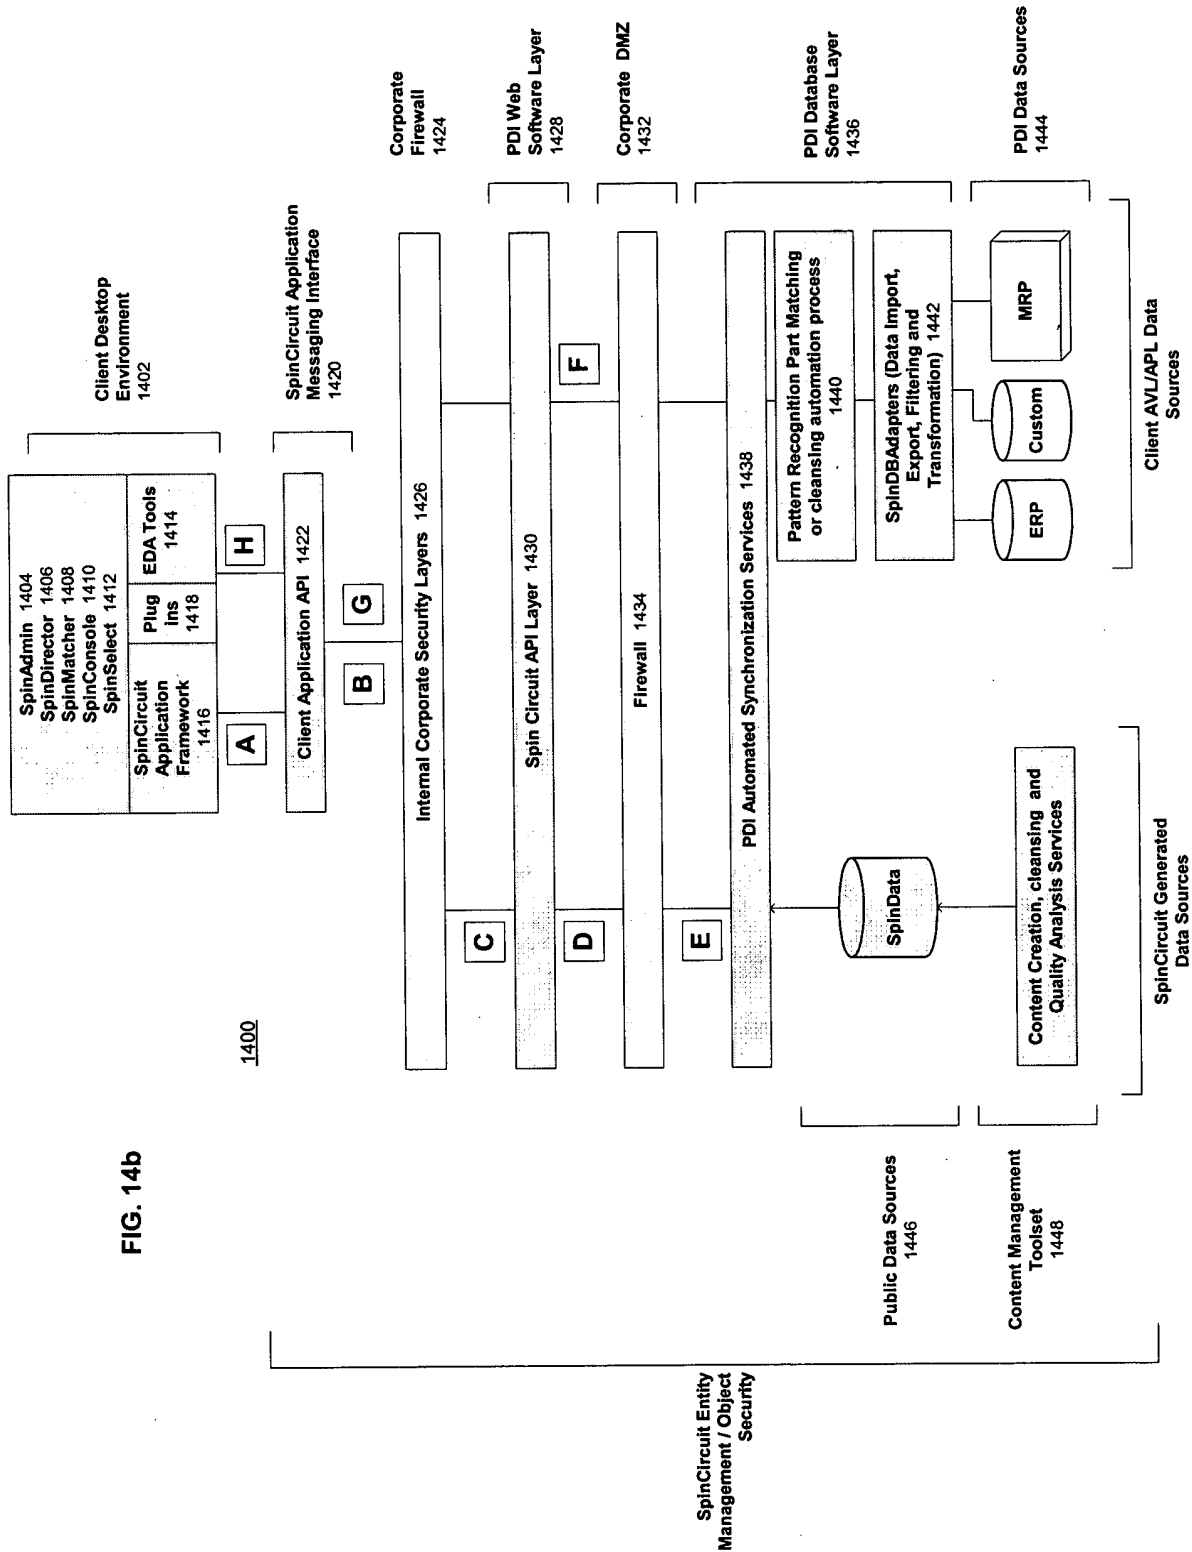 FIG. 14b
1400
SpinAdmin 1404
SpinDirector 1406
SpinMatcher 1408
SpinConsole 1410
SpinSelect 1412
SpinCircuit
Application
Framework
1416
Plug
Ins
1418
EDA Tools
1414
Client Desktop
Environment
1402
A
H
Client Application API 1422
SpinCircuit Application
Messaging Interface
1420
B
G
Internal Corporate Security Layers 1426
Corporate
Firewall
1424
C
Spin Circuit API Layer 1430
PDI Web
Software Layer
1428
D
F
Firewall 1434
Corporate DMZ
1432
E
PDI Automated Synchronization Services 1438
PDI Database
Software Layer
1436
Pattern Recognition Part Matching
or cleansing automation process
1440
SpinDBAdapters (Data Import,
Export, Filtering and
Transformation) 1442
ERP
Custom
MRP
PDI Data Sources
1444
Client AVL/APL Data
Sources
SpinData
Public Data Sources
1446
Content Creation, cleansing and
Quality Analysis Services
Content Management
Toolset
1448
SpinCircuit Generated
Data Sources
SpinCircuit Entity
Management / Object
Security